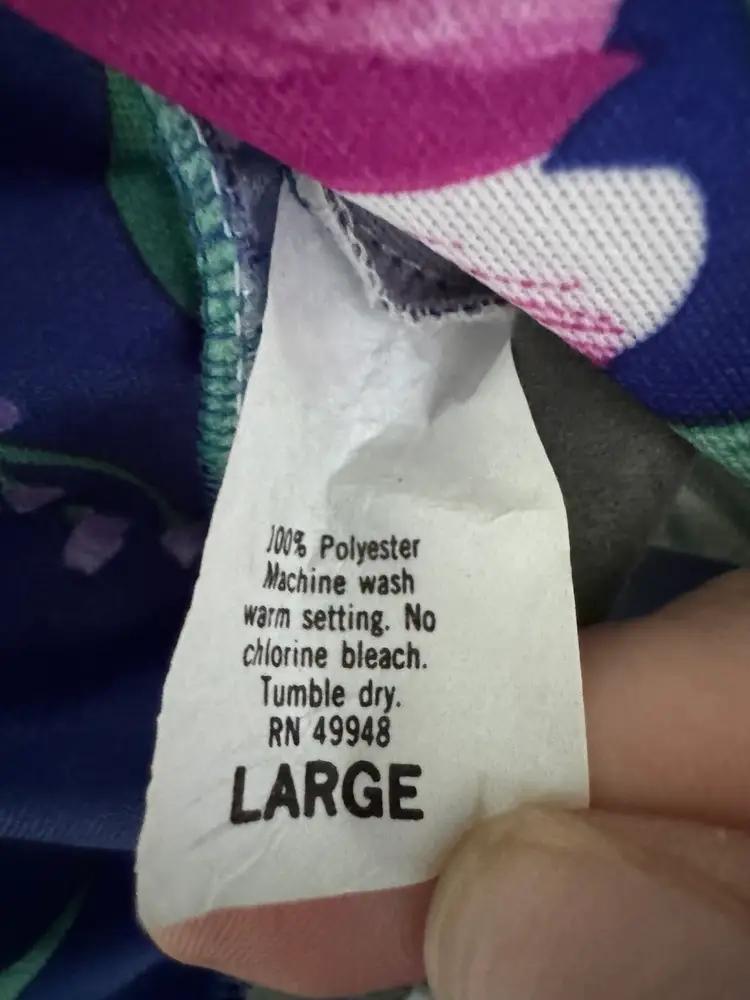 100% Polyester
Machine wash
warm setting. No
chlorine bleach.
Tumble dry.
RN 49948
LARGE